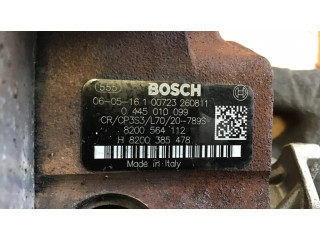 555 BOSCH
06-05-16 1 00723 260811
0 445 010 099
CR/CP3S3/L70/20-789S
8200 564 112
H 8200 385 478
Made in Italy